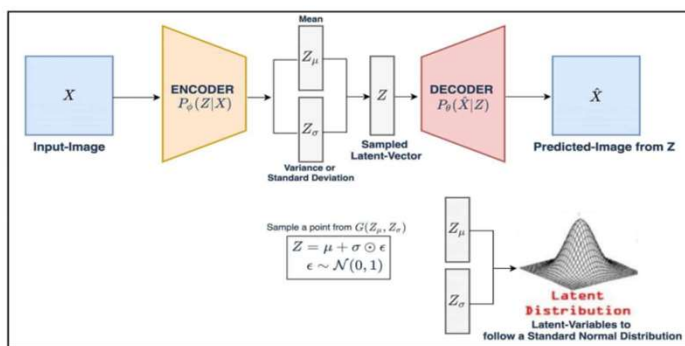 Mean
X
ENCODER
P_ϕ(Z|X)
Z_μ
Z_σ
Z
DECODER
P_θ(X̂|Z)
X̂
Input-Image
Variance or
Standard Deviation
Sampled
Latent-Vector
Predicted-Image from Z
Sample a point from G(Z_μ, Z_σ)
Z = μ + σ ⊙ ϵ
ϵ ∼ N(0, 1)
Z_μ
Z_σ
Latent
Distribution
Latent-Variables to
follow a Standard Normal Distribution